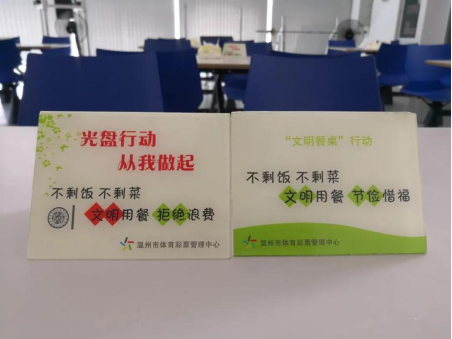 光盘行动
从我做起
不剩饭 不剩菜
文明用餐 拒绝浪费
温州市体育彩票管理中心
“文明餐桌”行动
不剩饭 不剩菜
文明用餐 节俭惜福
温州市体育彩票管理中心